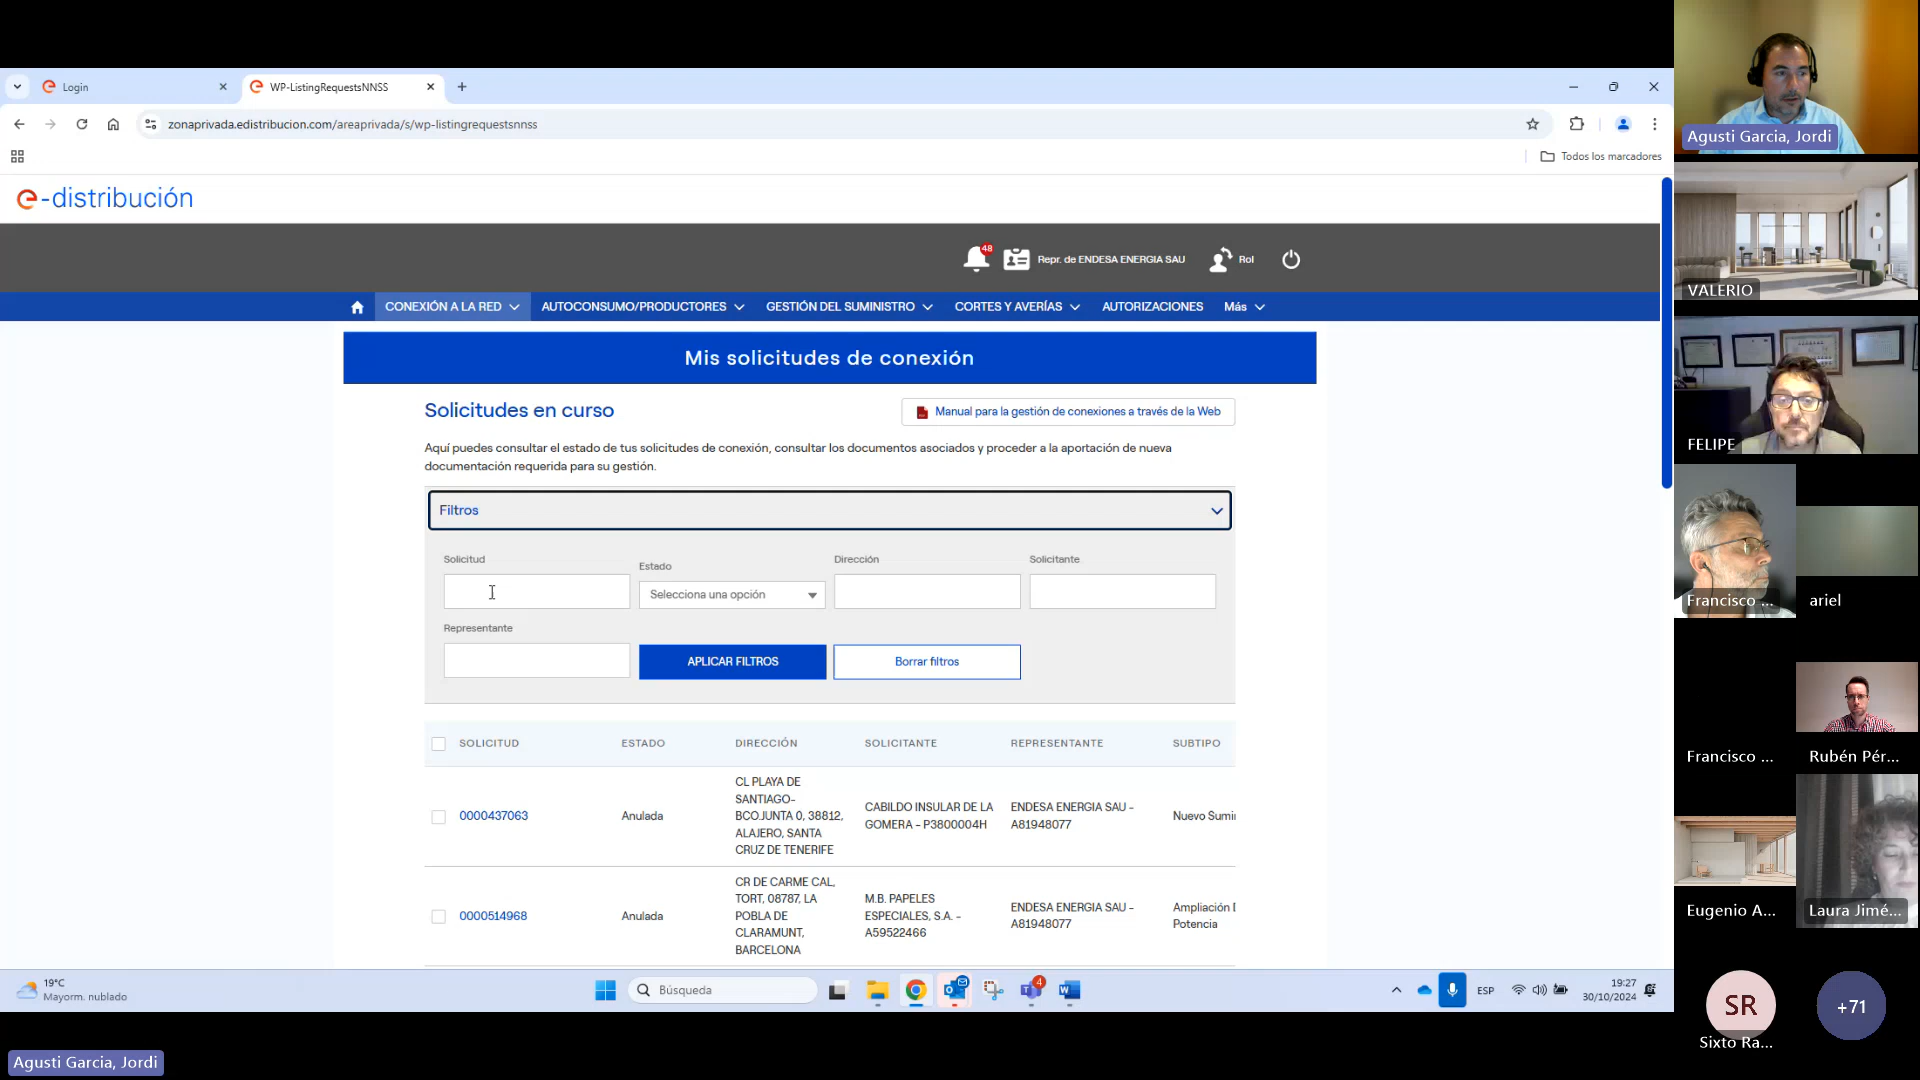 Login
WP-ListingRequestsNNSS
zonaprivada.edistribucion.com/areaprivada/s/wp-listingrequestsnnss
Todos los marcadores
e-distribución
48
Repr. de ENDESA ENERGIA SAU
Rol
CONEXIÓN A LA RED
AUTOCONSUMO/PRODUCTORES
GESTIÓN DEL SUMINISTRO
CORTES Y AVERÍAS
AUTORIZACIONES
Más
Mis solicitudes de conexión
Solicitudes en curso
Manual para la gestión de conexiones a través de la Web
Aquí puedes consultar el estado de tus solicitudes de conexión, consultar los documentos asociados y proceder a la aportación de nueva
documentación requerida para su gestión.
Filtros
Solicitud
Estado
Dirección
Solicitante
Selecciona una opción
Representante
APLICAR FILTROS
Borrar filtros
SOLICITUD ESTADO DIRECCIÓN SOLICITANTE REPRESENTANTE SUBTIPO
0000437063
Anulada
CL PLAYA DE
SANTIAGO-
BCO.JUNTA 0, 38812,
ALAJERO, SANTA
CRUZ DE TENERIFE
CABILDO INSULAR DE LA
GOMERA - P3800004H
ENDESA ENERGIA SAU -
A81948077
Nuevo Sumi
0000514968
Anulada
CR DE CARME CAL,
TORT, 08787, LA
POBLA DE
CLARAMUNT,
BARCELONA
M.B. PAPELES
ESPECIALES, S.A. -
A59522466
ENDESA ENERGIA SAU -
A81948077
Ampliación D
Potencia
19°C
Mayorm. nublado
Búsqueda
4
ESP
19:27
30/10/2024
Agusti Garcia, Jordi
Agusti Garcia, Jordi
VALERIO
FELIPE
Francisco ...
ariel
Francisco ...
Rubén Pér...
Eugenio A...
Laura Jimé...
SR
Sixto Ra...
+71